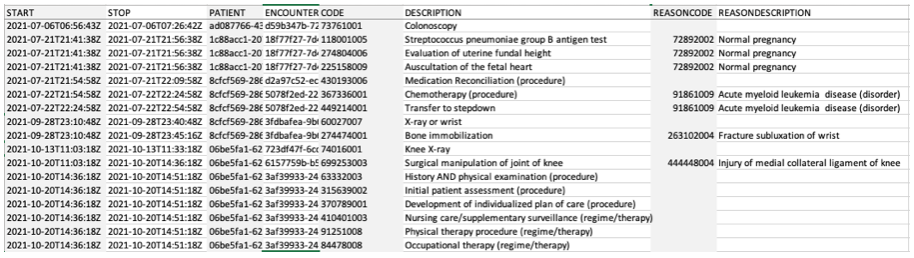 START STOP PATIENT ENCOUNTER CODE DESCRIPTION REASONCODE REASONDESCRIPTION
2021-07-06T06:56:43Z 2021-07-06T07:26:42Z ad087766-43 d59b347b-72 73761001 Colonoscopy
2021-07-21T21:41:38Z 2021-07-21T21:56:38Z 1c88acc1-20 18f77f27-7d 118001005 Streptococcus pneumoniae group B antigen test 72892002 Normal pregnancy
2021-07-21T21:41:38Z 2021-07-21T21:56:38Z 1c88acc1-20 18f77f27-7d 274804006 Evaluation of uterine fundal height 72892002 Normal pregnancy
2021-07-21T21:41:38Z 2021-07-21T21:56:38Z 1c88acc1-20 18f77f27-7d 225158009 Auscultation of the fetal heart 72892002 Normal pregnancy
2021-07-21T21:54:58Z 2021-07-21T22:09:58Z 8cfcf569-286 d2a97c52-ec 430193006 Medication Reconciliation (procedure)
2021-07-22T21:54:58Z 2021-07-22T22:24:58Z 8cfcf569-286 5078f2ed-22 367336001 Chemotherapy (procedure) 91861009 Acute myeloid leukemia disease (disorder)
2021-07-22T21:54:58Z 2021-07-22T22:54:58Z 8cfcf569-286 5078f2ed-22 449214001 Transfer to stepdown 91861009 Acute myeloid leukemia disease (disorder)
2021-09-28T23:10:48Z 2021-09-28T23:40:48Z 8cfcf569-286 3fdbafea-9b 60027007 X-ray or wrist
2021-09-28T23:10:48Z 2021-09-28T23:45:16Z 8cfcf569-286 3fdbafea-9b 274474001 Bone immobilization 263102004 Fracture subluxation of wrist
2021-10-13T11:03:18Z 2021-10-13T11:33:18Z 06be5fa1-62 723df47f-6c 74016001 Knee X-ray
2021-10-20T11:03:18Z 2021-10-20T14:36:18Z 06be5fa1-62 6157759b-b5 699253003 Surgical manipulation of joint of knee 444448004 Injury of medial collateral ligament of knee
2021-10-20T14:36:18Z 2021-10-20T14:51:18Z 06be5fa1-62 3af39933-24 63332003 History AND physical examination (procedure)
2021-10-20T14:36:18Z 2021-10-20T14:51:18Z 06be5fa1-62 3af39933-24 315639002 Initial patient assessment (procedure)
2021-10-20T14:36:18Z 2021-10-20T14:51:18Z 06be5fa1-62 3af39933-24 370789001 Development of individualized plan of care (procedure)
2021-10-20T14:36:18Z 2021-10-20T14:51:18Z 06be5fa1-62 3af39933-24 410401003 Nursing care/supplementary surveillance (regime/therapy)
2021-10-20T14:36:18Z 2021-10-20T14:51:18Z 06be5fa1-62 3af39933-24 91251008 Physical therapy procedure (regime/therapy)
2021-10-20T14:36:18Z 2021-10-20T14:51:18Z 06be5fa1-62 3af39933-24 84478008 Occupational therapy (regime/therapy)